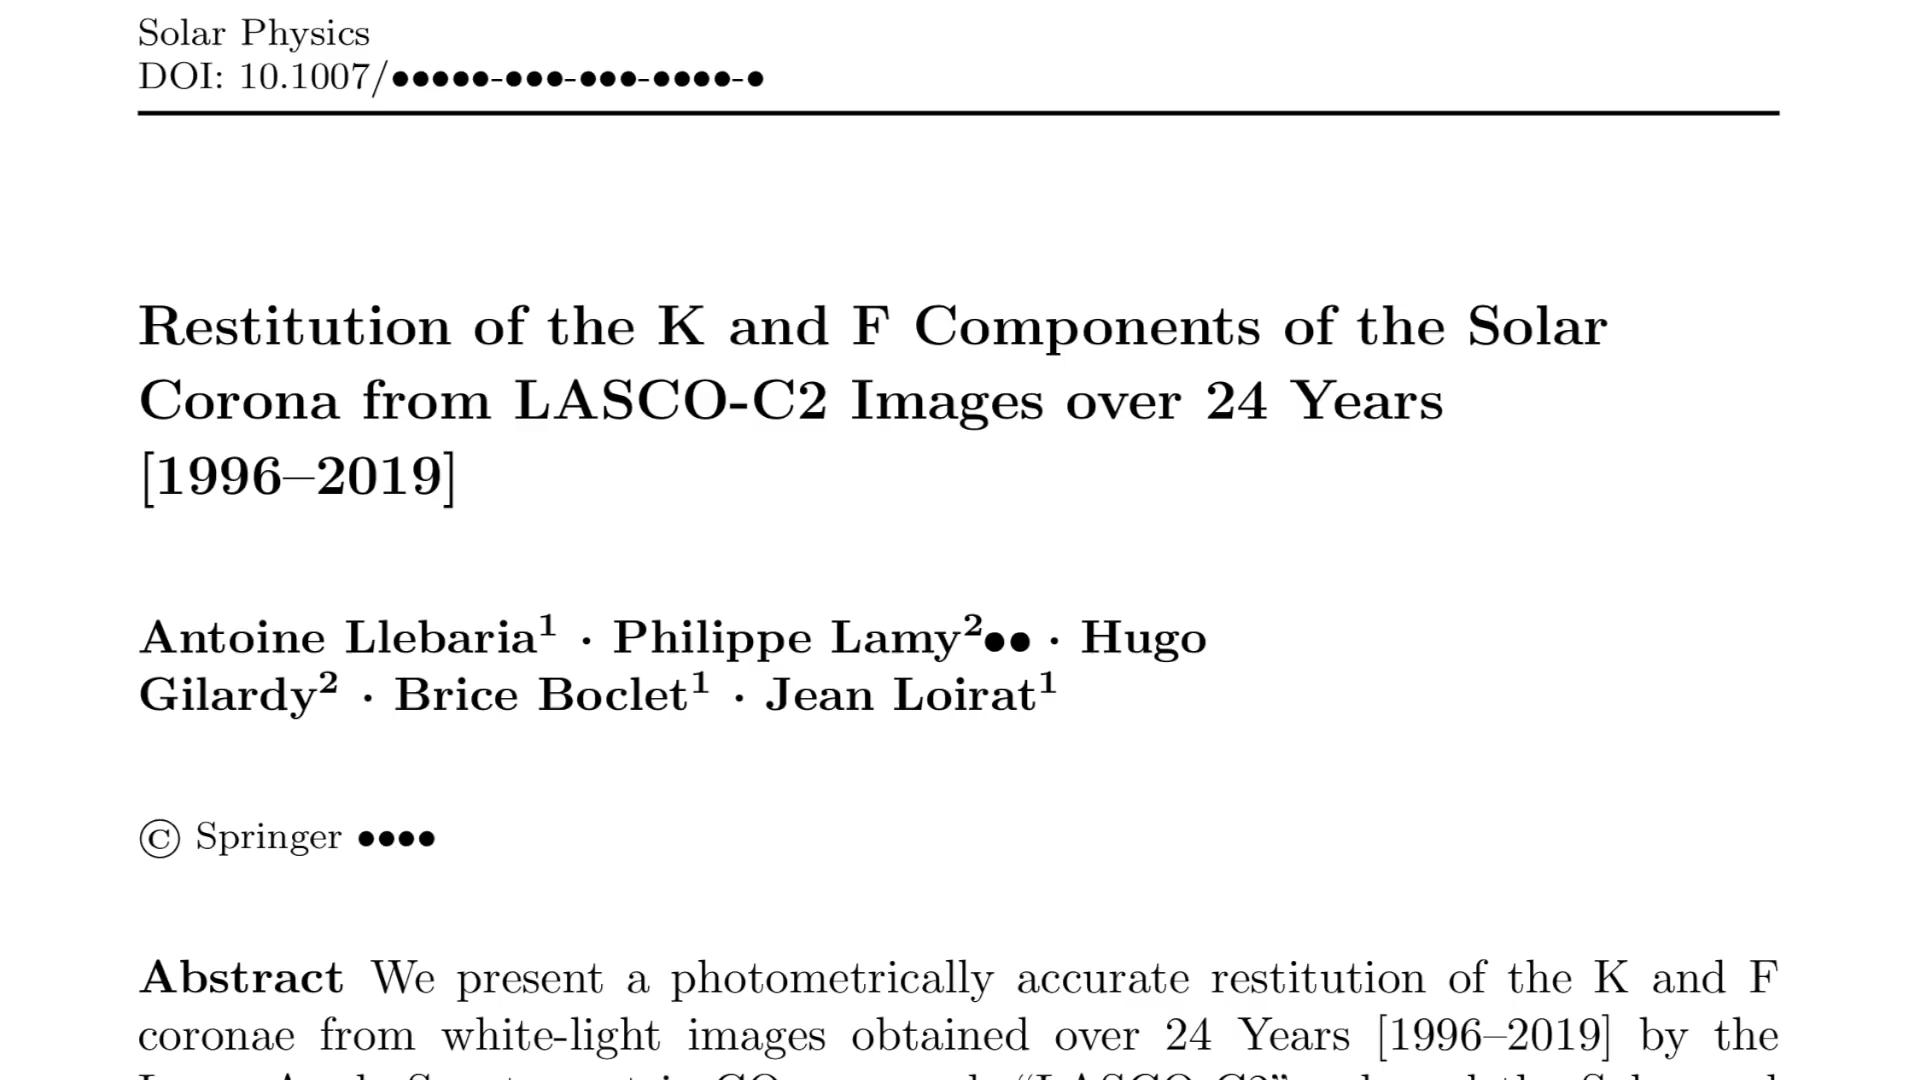 Solar Physics
DOI: 10.1007/•••••-•••-•••-••••-•
Restitution of the K and F Components of the Solar
Corona from LASCO-C2 Images over 24 Years
[1996–2019]
Antoine Llebaria¹ · Philippe Lamy²•• · Hugo
Gilardy² · Brice Boclet¹ · Jean Loirat¹
© Springer ••••
Abstract We present a photometrically accurate restitution of the K and F
coronae from white-light images obtained over 24 Years [1996–2019] by the